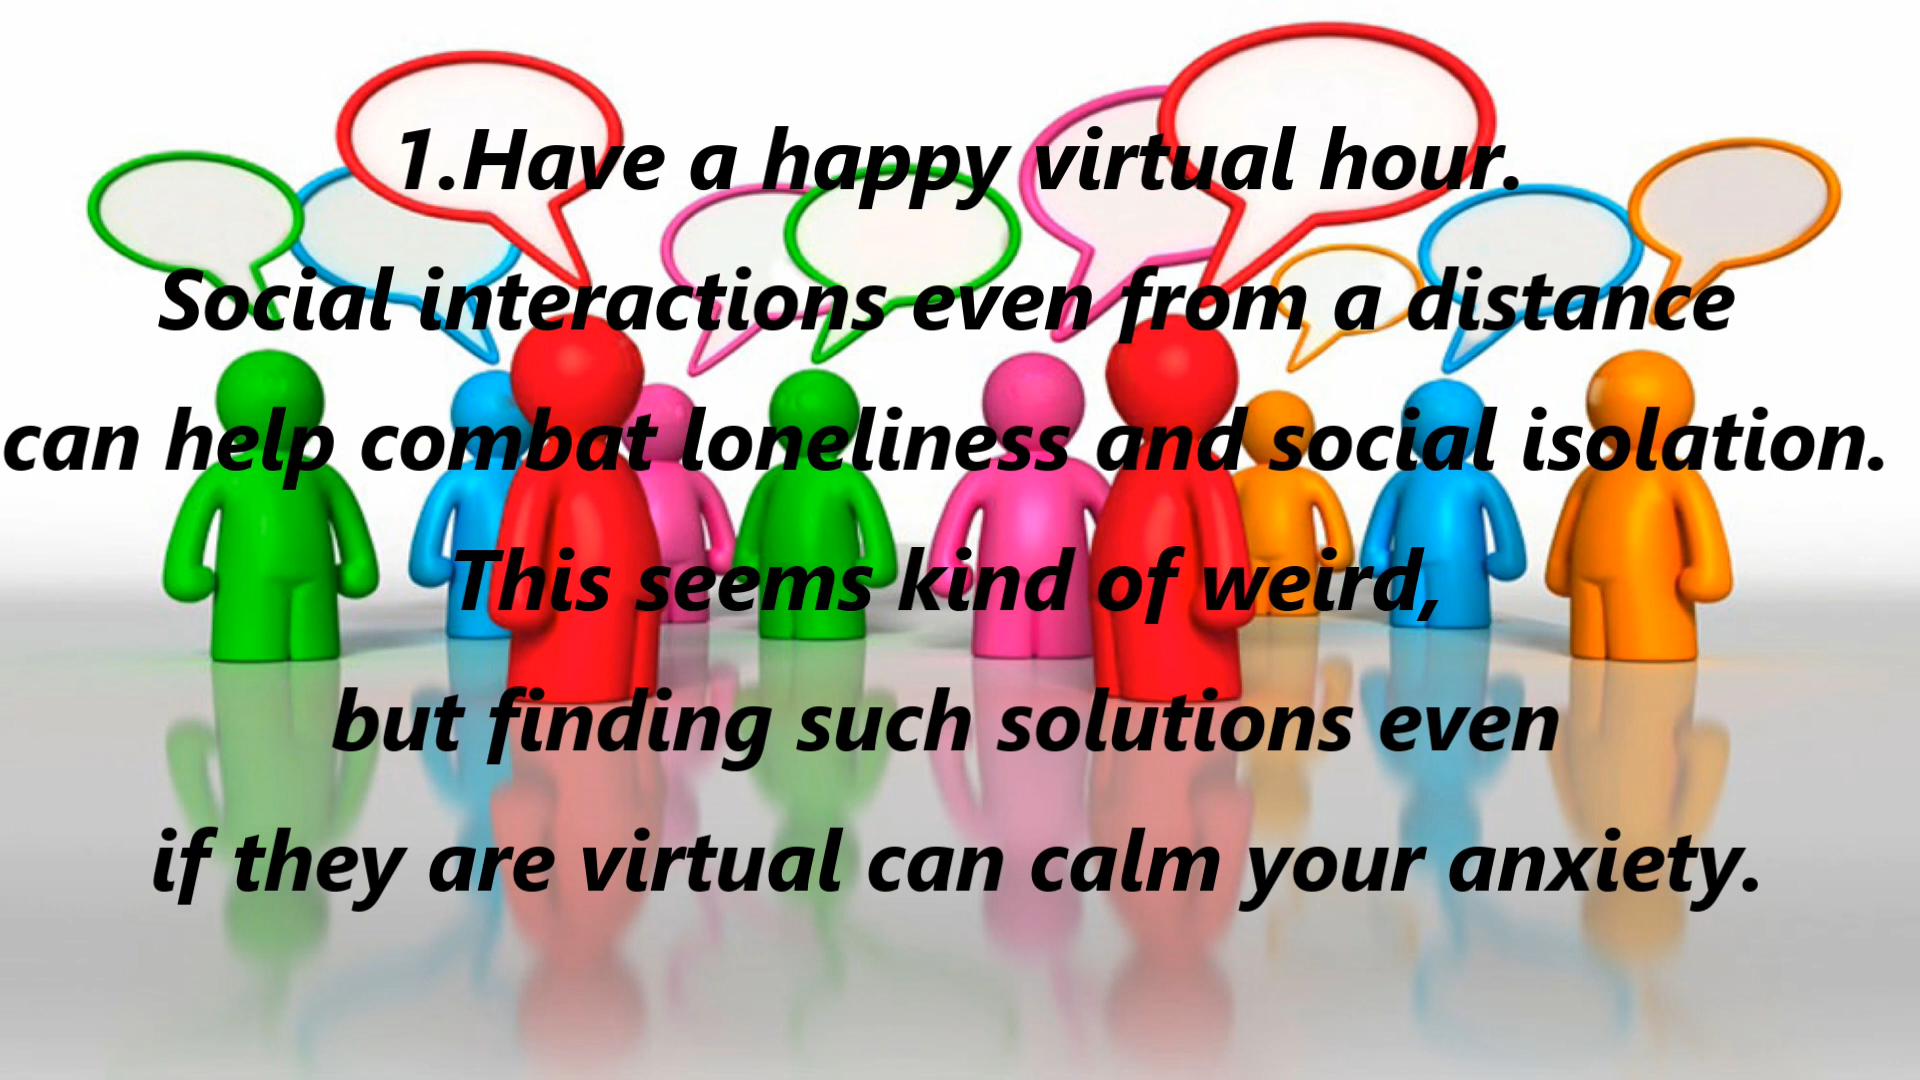 1.Have a happy virtual hour.
Social interactions even from a distance
can help combat loneliness and social isolation.
This seems kind of weird,
but finding such solutions even
if they are virtual can calm your anxiety.